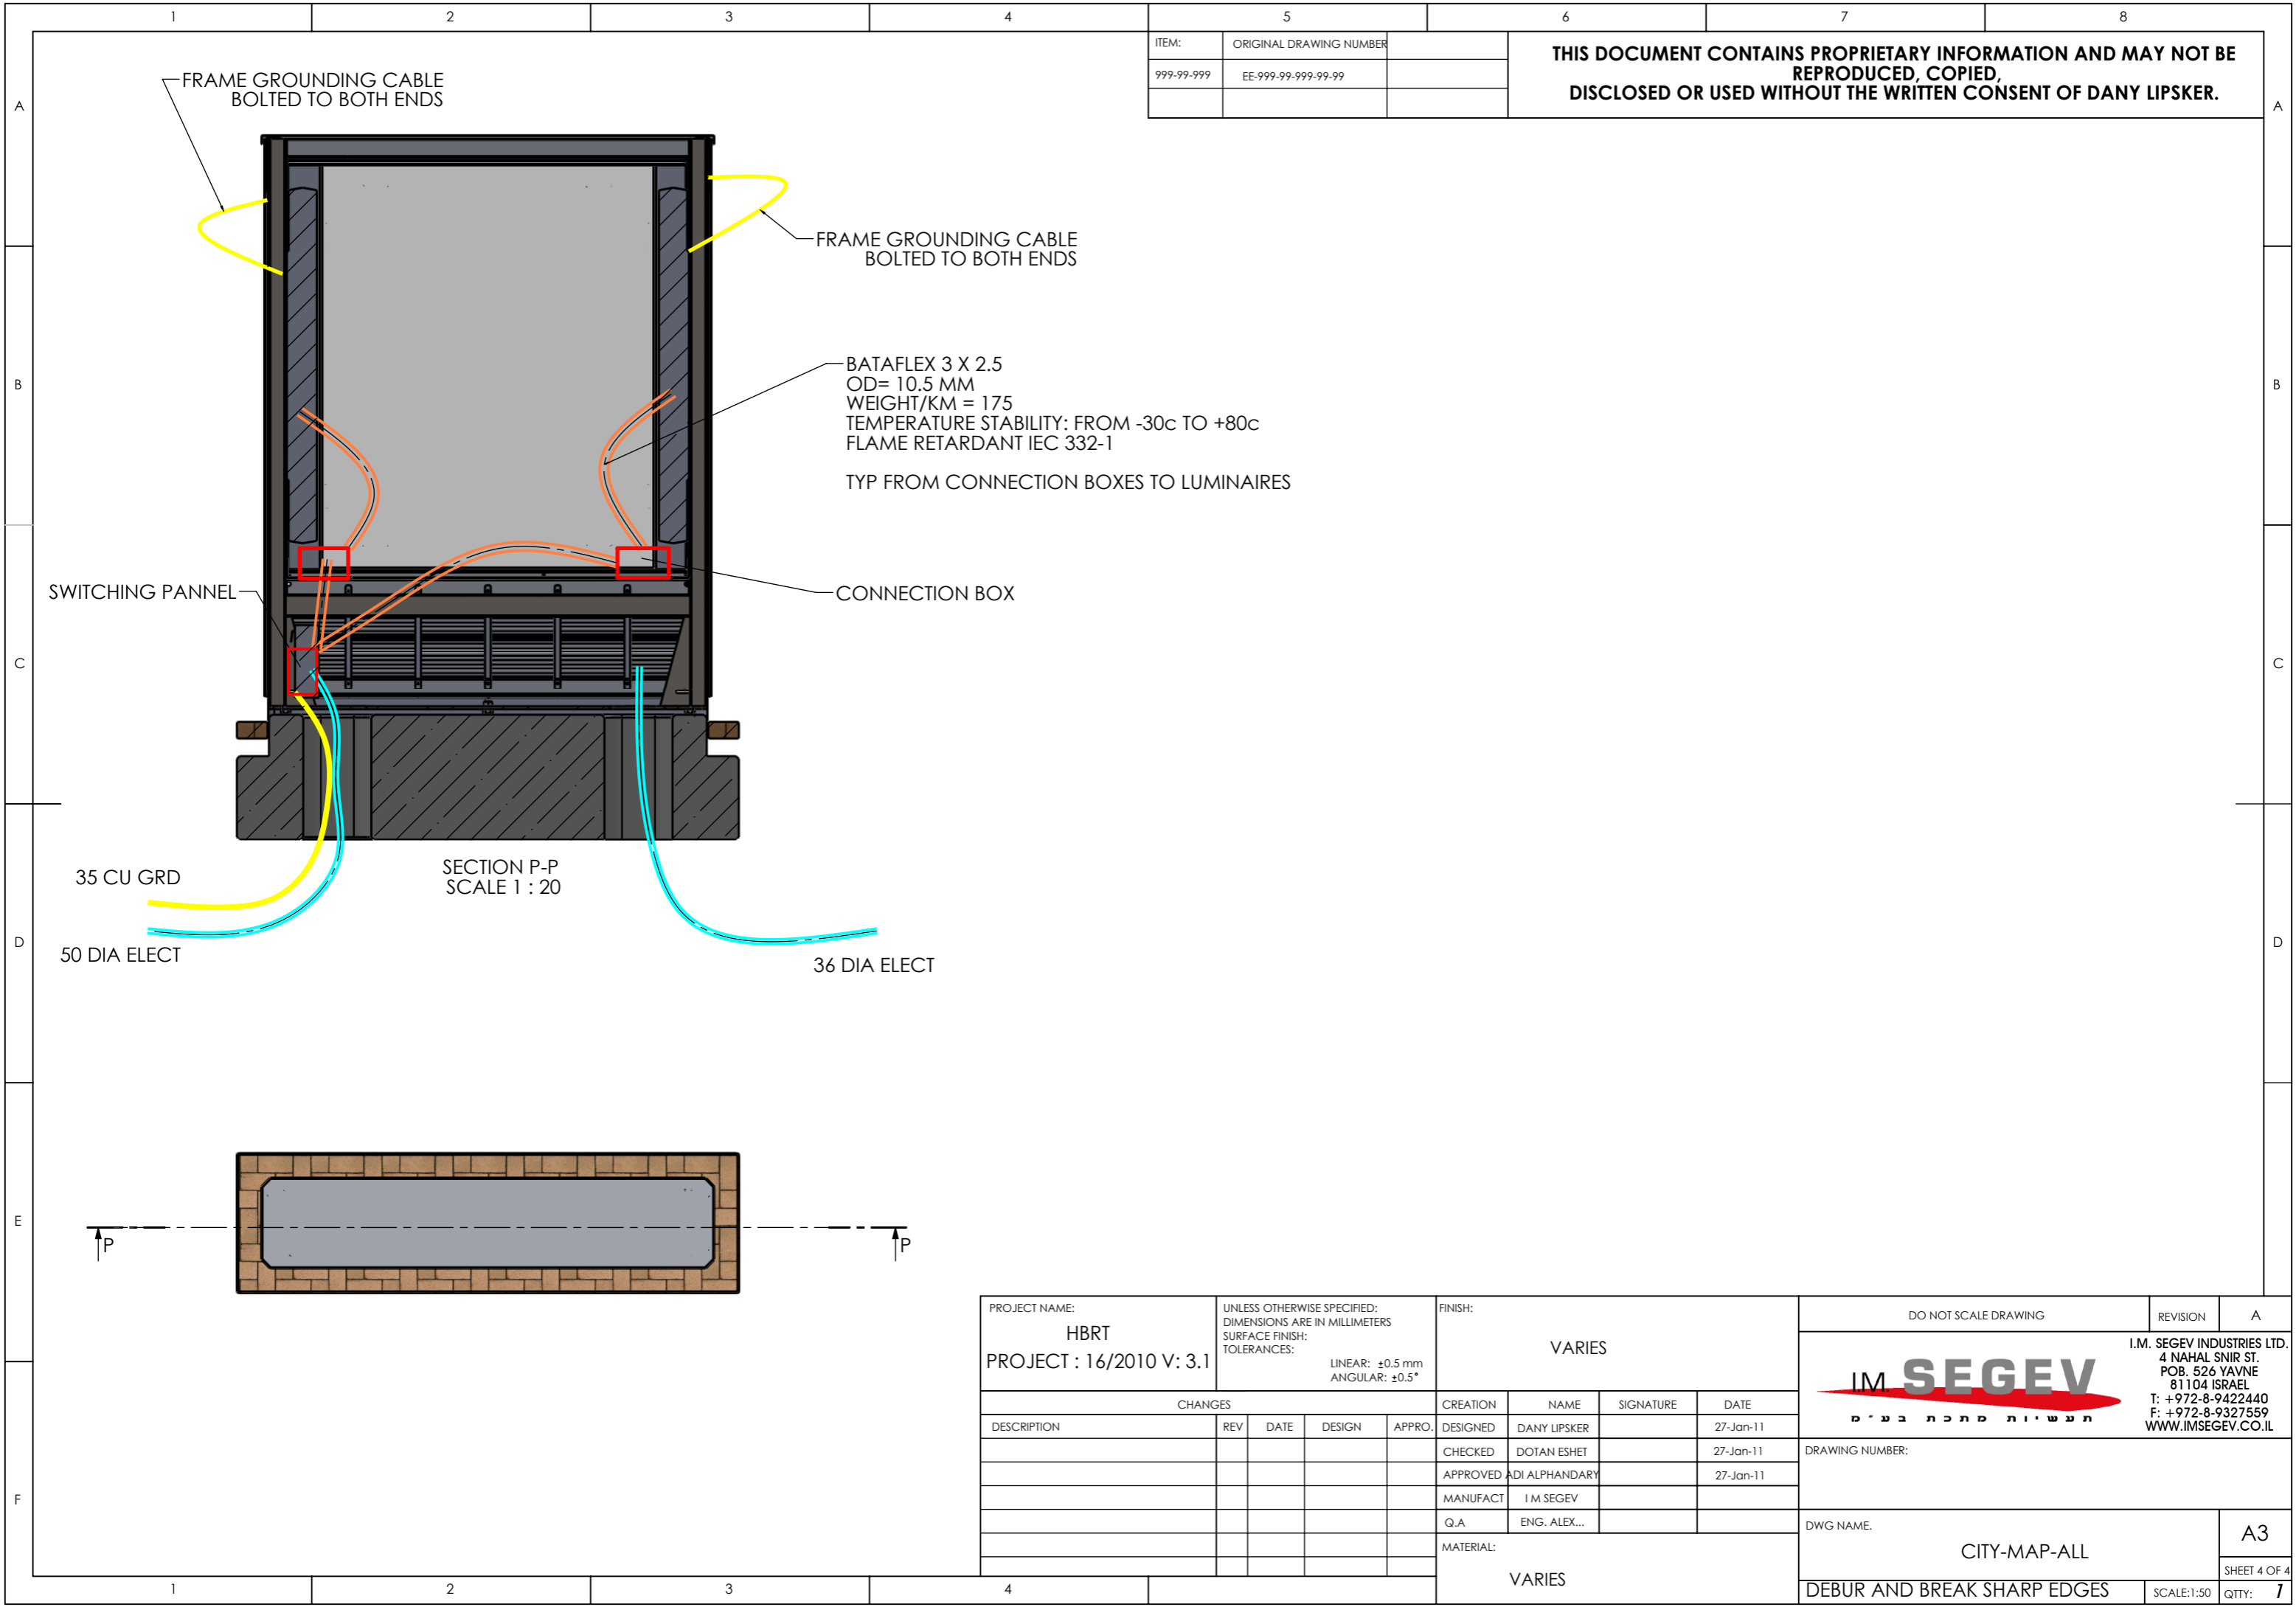 1 2 3 4 5 6 7 8
ITEM: ORIGINAL DRAWING NUMBER
999-99-999 EE-999-99-999-99-99
THIS DOCUMENT CONTAINS PROPRIETARY INFORMATION AND MAY NOT BE
REPRODUCED, COPIED,
DISCLOSED OR USED WITHOUT THE WRITTEN CONSENT OF DANY LIPSKER.
A A
FRAME GROUNDING CABLE
BOLTED TO BOTH ENDS
FRAME GROUNDING CABLE
BOLTED TO BOTH ENDS
B B
BATAFLEX 3 X 2.5
OD= 10.5 MM
WEIGHT/KM = 175
TEMPERATURE STABILITY: FROM -30c TO +80c
FLAME RETARDANT IEC 332-1
TYP FROM CONNECTION BOXES TO LUMINAIRES
SWITCHING PANNEL
CONNECTION BOX
C C
SECTION P-P
SCALE 1 : 20
35 CU GRD
50 DIA ELECT
36 DIA ELECT
D D
E
P P
F
PROJECT NAME:
HBRT
PROJECT : 16/2010 V: 3.1
UNLESS OTHERWISE SPECIFIED:
DIMENSIONS ARE IN MILLIMETERS
SURFACE FINISH:
TOLERANCES:
LINEAR: ±0.5 mm
ANGULAR: ±0.5°
FINISH:
VARIES
DO NOT SCALE DRAWING
REVISION A
I.M. SEGEV
תעשיות מתכת בע״מ
I.M. SEGEV INDUSTRIES LTD.
4 NAHAL SNIR ST.
POB. 526 YAVNE
81104 ISRAEL
T: +972-8-9422440
F: +972-8-9327559
WWW.IMSEGEV.CO.IL
CHANGES
DESCRIPTION REV DATE DESIGN APPRO.
CREATION NAME SIGNATURE DATE
DESIGNED DANY LIPSKER 27-Jan-11
CHECKED DOTAN ESHET 27-Jan-11
APPROVED ADI ALPHANDARY 27-Jan-11
MANUFACT I M SEGEV
Q.A ENG. ALEX...
MATERIAL:
VARIES
DRAWING NUMBER:
DWG NAME.
CITY-MAP-ALL
A3
SHEET 4 OF 4
DEBUR AND BREAK SHARP EDGES
SCALE:1:50
QTTY: 1
1 2 3 4